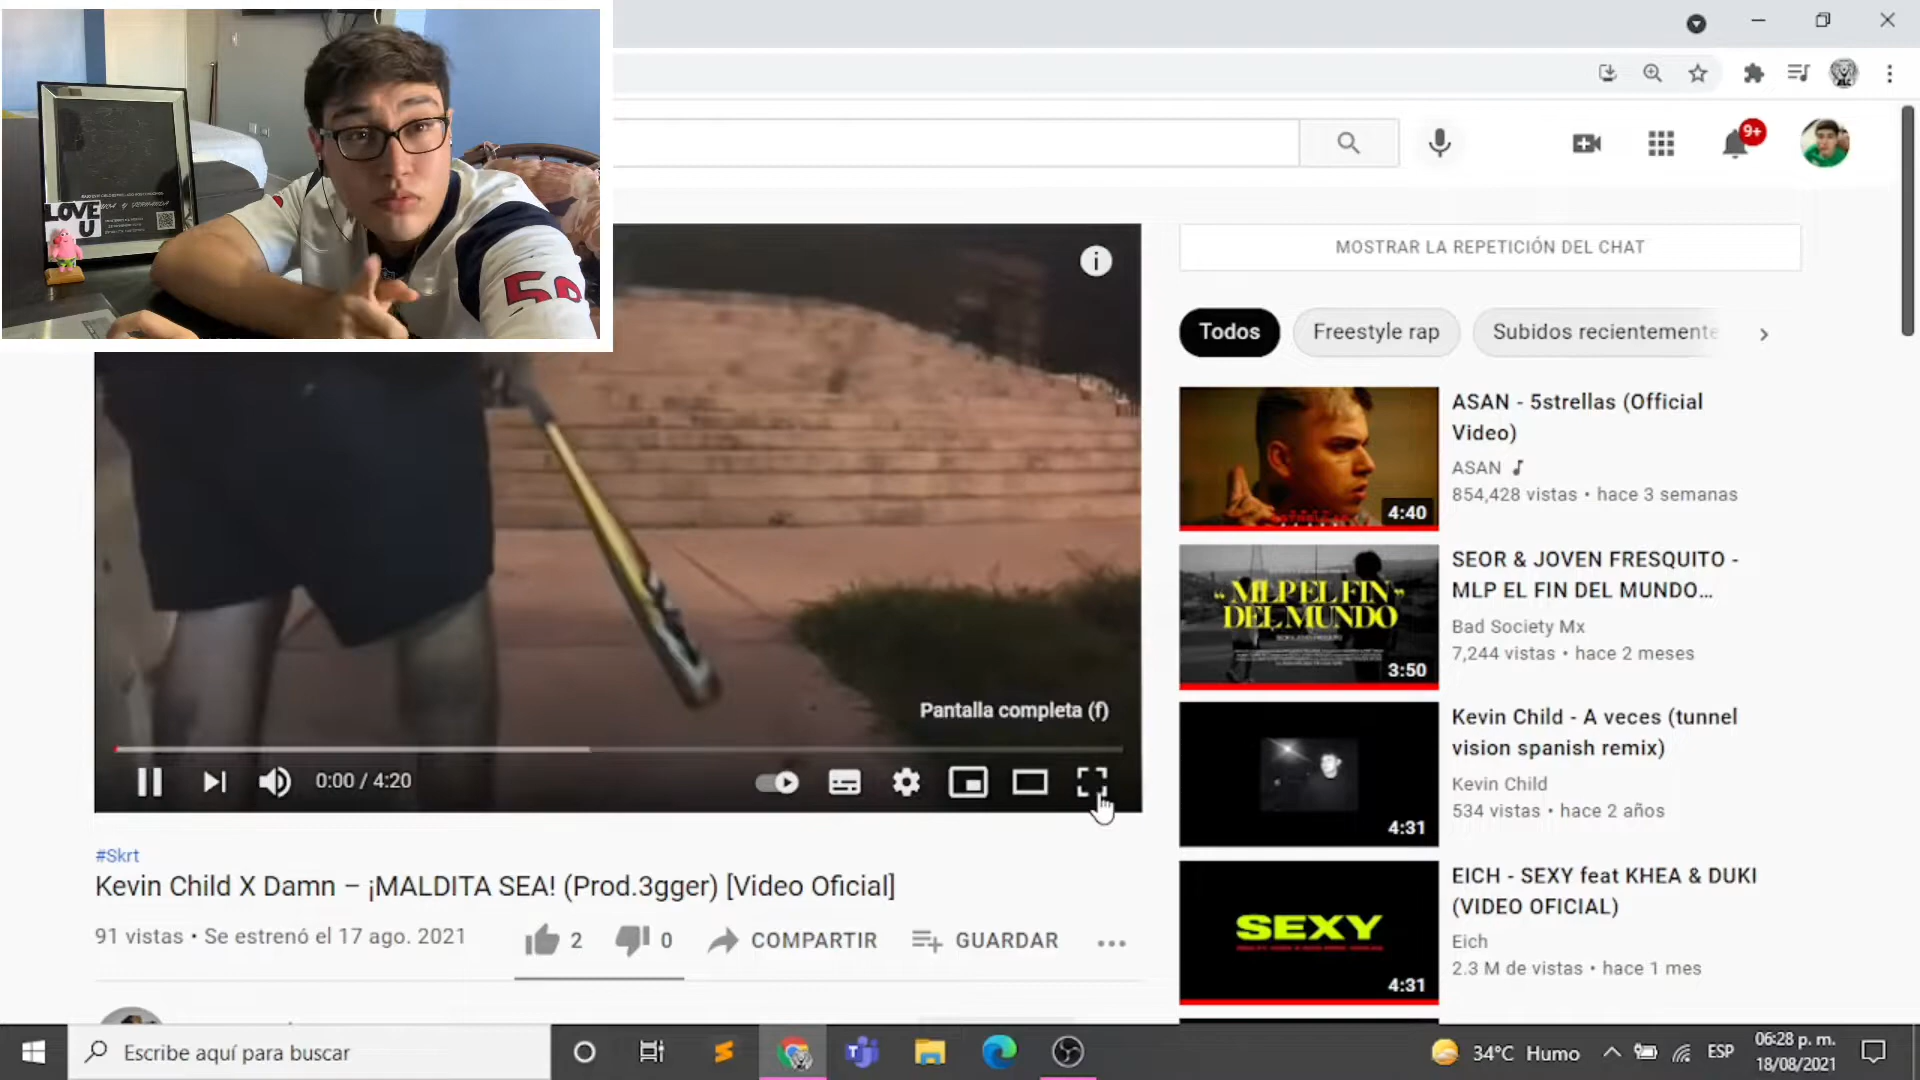 LOVE
U
58
9+
MOSTRAR LA REPETICIÓN DEL CHAT
Todos
Freestyle rap
Subidos recientemente
ASAN - 5strellas (Official
Video)
ASAN
854,428 vistas • hace 3 semanas
4:40
"MLP EL FIN"
DEL MUNDO
3:50
SEOR & JOVEN FRESQUITO -
MLP EL FIN DEL MUNDO...
Bad Society Mx
7,244 vistas • hace 2 meses
Kevin Child - A veces (tunnel
vision spanish remix)
Kevin Child
534 vistas • hace 2 años
4:31
SEXY
4:31
EICH - SEXY feat KHEA & DUKI
(VIDEO OFICIAL)
Eich
2.3 M de vistas • hace 1 mes
Pantalla completa (f)
0:00 / 4:20
#Skrt
Kevin Child X Damn – ¡MALDITA SEA! (Prod.3gger) [Video Oficial]
91 vistas • Se estrenó el 17 ago. 2021
2
0
COMPARTIR
GUARDAR
Escribe aquí para buscar
34°C Humo
ESP
06:28 p. m.
18/08/2021